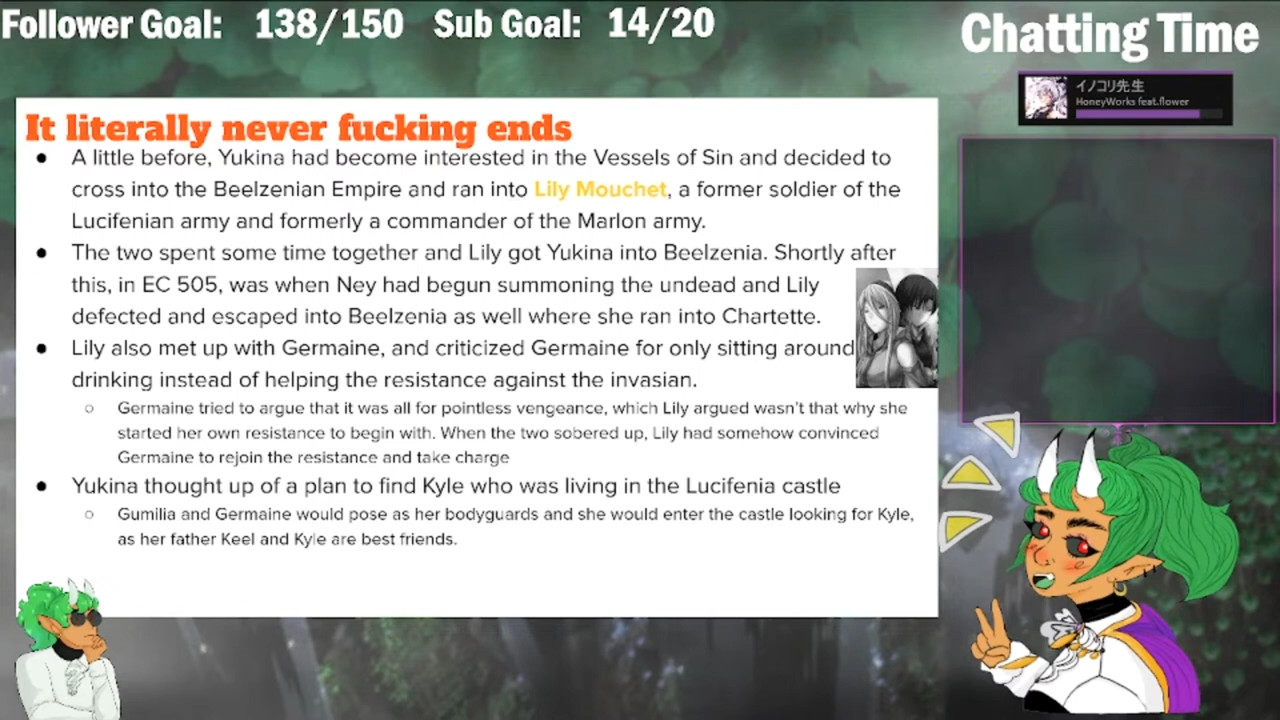 Follower Goal: 138/150 Sub Goal: 14/20
Chatting Time
イノコリ先生
HoneyWorks feat.flower
It literally never fucking ends
● A little before, Yukina had become interested in the Vessels of Sin and decided to
cross into the Beelzenian Empire and ran into Lily Mouchet, a former soldier of the
Lucifenian army and formerly a commander of the Marlon army.
● The two spent some time together and Lily got Yukina into Beelzenia. Shortly after
this, in EC 505, was when Ney had begun summoning the undead and Lily
defected and escaped into Beelzenia as well where she ran into Chartette.
● Lily also met up with Germaine, and criticized Germaine for only sitting around
drinking instead of helping the resistance against the invasian.
○ Germaine tried to argue that it was all for pointless vengeance, which Lily argued wasn't that why she
started her own resistance to begin with. When the two sobered up, Lily had somehow convinced
Germaine to rejoin the resistance and take charge
● Yukina thought up of a plan to find Kyle who was living in the Lucifenia castle
○ Gumilia and Germaine would pose as her bodyguards and she would enter the castle looking for Kyle,
as her father Keel and Kyle are best friends.